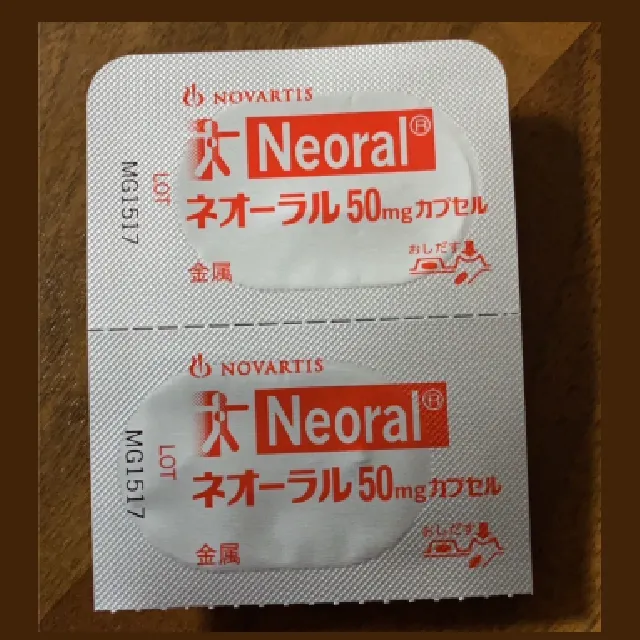 NOVARTIS
Neoral®
ネオーラル 50mgカプセル
おしだす
金属
LOT
MG1517
NOVARTIS
Neoral®
ネオーラル 50mgカプセル
おしだす
金属
LOT
MG1517